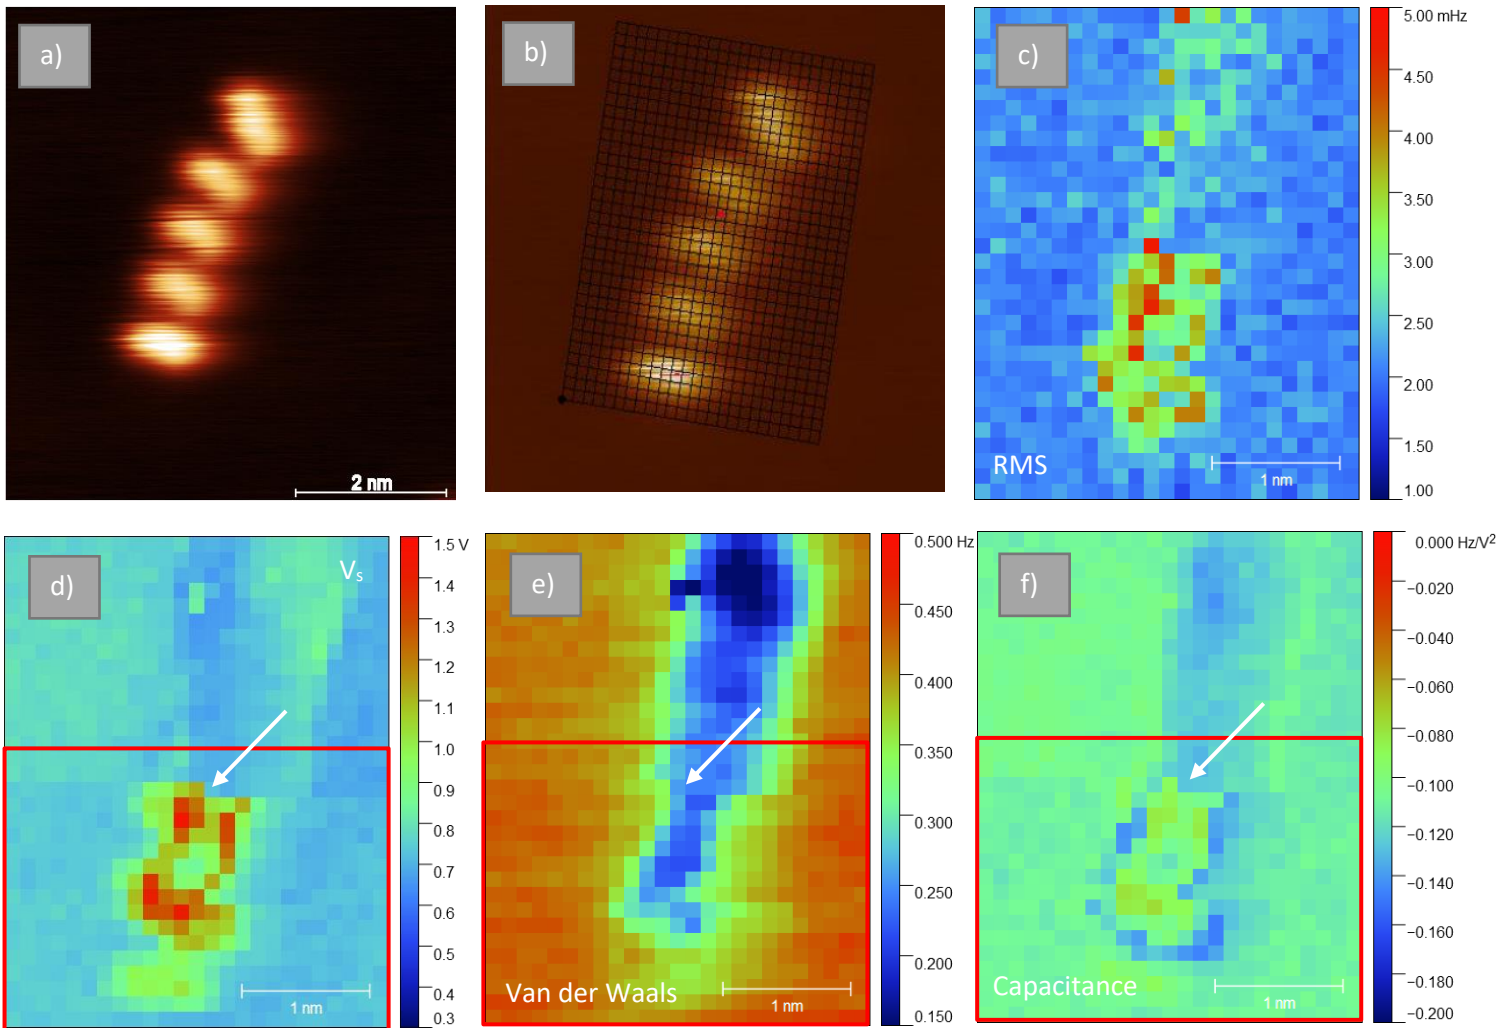 a)
2 nm
b)
c)
RMS
1 nm
5.00 mHz
4.50
4.00
3.50
3.00
2.50
2.00
1.50
1.00
d)
Vs
1 nm
1.5 V
1.4
1.3
1.2
1.1
1.0
0.9
0.8
0.7
0.6
0.5
0.4
0.3
e)
Van der Waals
1 nm
0.500 Hz
0.450
0.400
0.350
0.300
0.250
0.200
0.150
f)
Capacitance
1 nm
0.000 Hz/V²
−0.020
−0.040
−0.060
−0.080
−0.100
−0.120
−0.140
−0.160
−0.180
−0.200